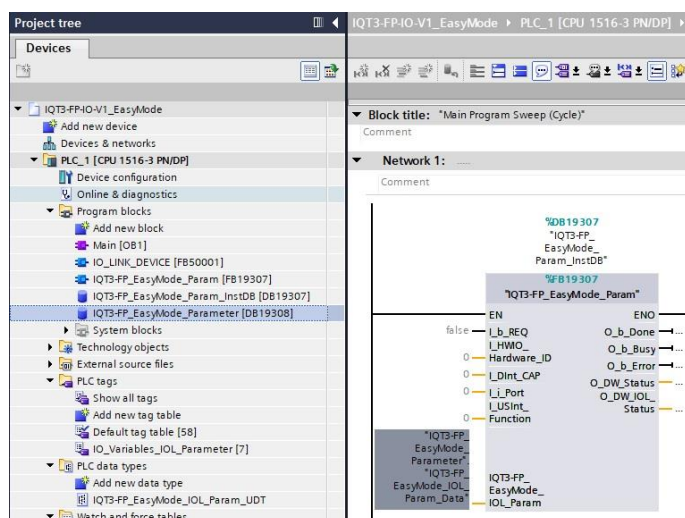 Project tree
Devices
IQT3-FP-IO-V1_EasyMode
Add new device
Devices & networks
PLC_1 [CPU 1516-3 PN/DP]
Device configuration
Online & diagnostics
Program blocks
Add new block
Main [OB1]
IO_LINK_DEVICE [FB50001]
IQT3-FP_EasyMode_Param [FB19307]
IQT3-FP_EasyMode_Param_InstDB [DB19307]
IQT3-FP_EasyMode_Parameter [DB19308]
System blocks
Technology objects
External source files
PLC tags
Show all tags
Add new tag table
Default tag table [58]
IO_Variables_IOL_Parameter [7]
PLC data types
Add new data type
IQT3-FP_EasyMode_IOL_Param_UDT
Watch and force tables
IQT3-FP-IO-V1_EasyMode ▸ PLC_1 [CPU 1516-3 PN/DP] ▸
Block title: "Main Program Sweep (Cycle)"
Comment
Network 1: ....
Comment
%DB19307
"IQT3-FP_
EasyMode_
Param_InstDB"
%FB19307
"IQT3-FP_EasyMode_Param"
EN ENO
false I_b_REQ O_b_Done ...
I_HWIO_
0 Hardware_ID O_b_Busy ...
O_b_Error ...
0 I_DInt_CAP
O_DW_Status ...
0 I_i_Port
O_DW_IOL_
I_USInt_ Status ...
0 Function
"IQT3-FP_
EasyMode_
Parameter".
"IQT3-FP_
EasyMode_IOL_
Param_Data"
IQT3-FP_
EasyMode_
IOL_Param